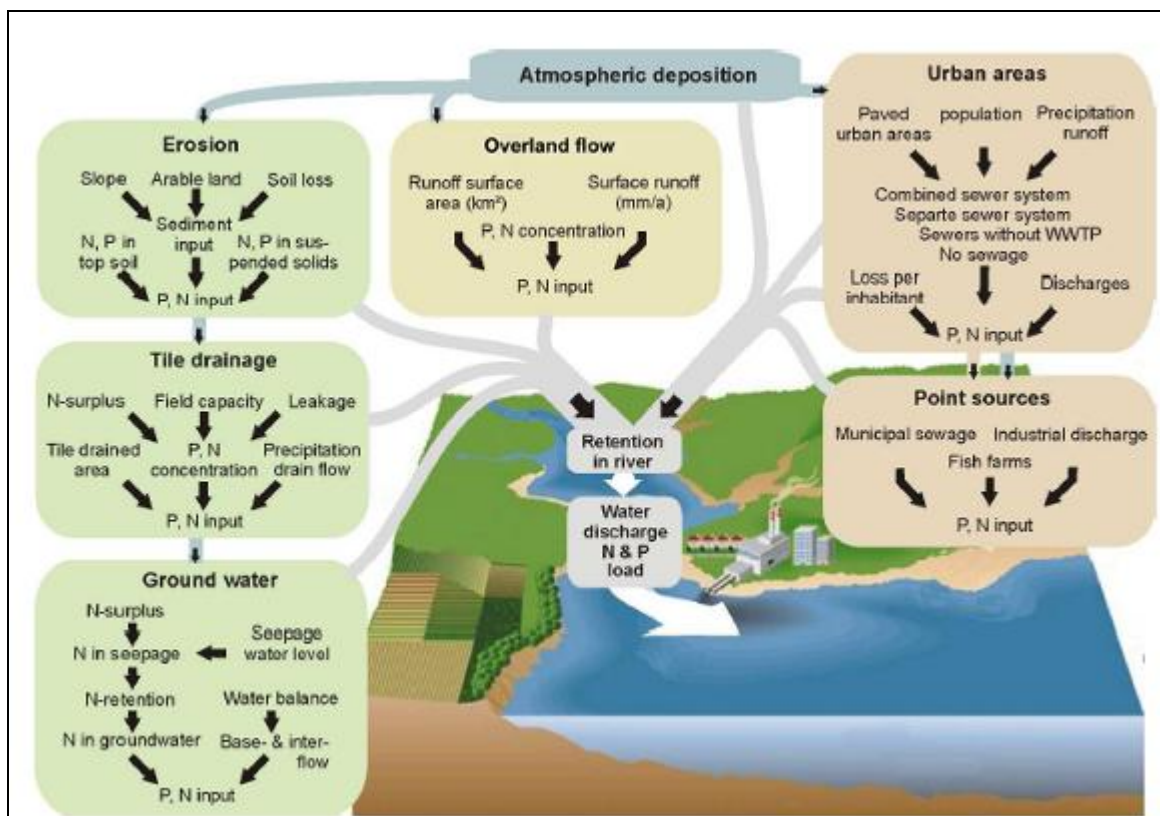 Atmospheric deposition
Erosion
Slope
Arable land
Soil loss
Sediment
input
N, P in
top soil
N, P in sus-
pended solids
P, N input
Tile drainage
N-surplus
Field capacity
Leakage
Tile drained
area
P, N
concentration
Precipitation
drain flow
P, N input
Ground water
N-surplus
N in seepage
Seepage
water level
N-retention
Water balance
N in groundwater
Base- & inter-
flow
P, N input
Overland flow
Runoff surface
area (km²)
Surface runoff
(mm/a)
P, N concentration
P, N input
Retention
in river
Water
discharge
N & P
load
Urban areas
Paved
urban areas
population
Precipitation
runoff
Combined sewer system
Separte sewer system
Sewers without WWTP
No sewage
Loss per
inhabitant
Discharges
P, N input
Point sources
Municipal sewage
Industrial discharge
Fish farms
P, N input